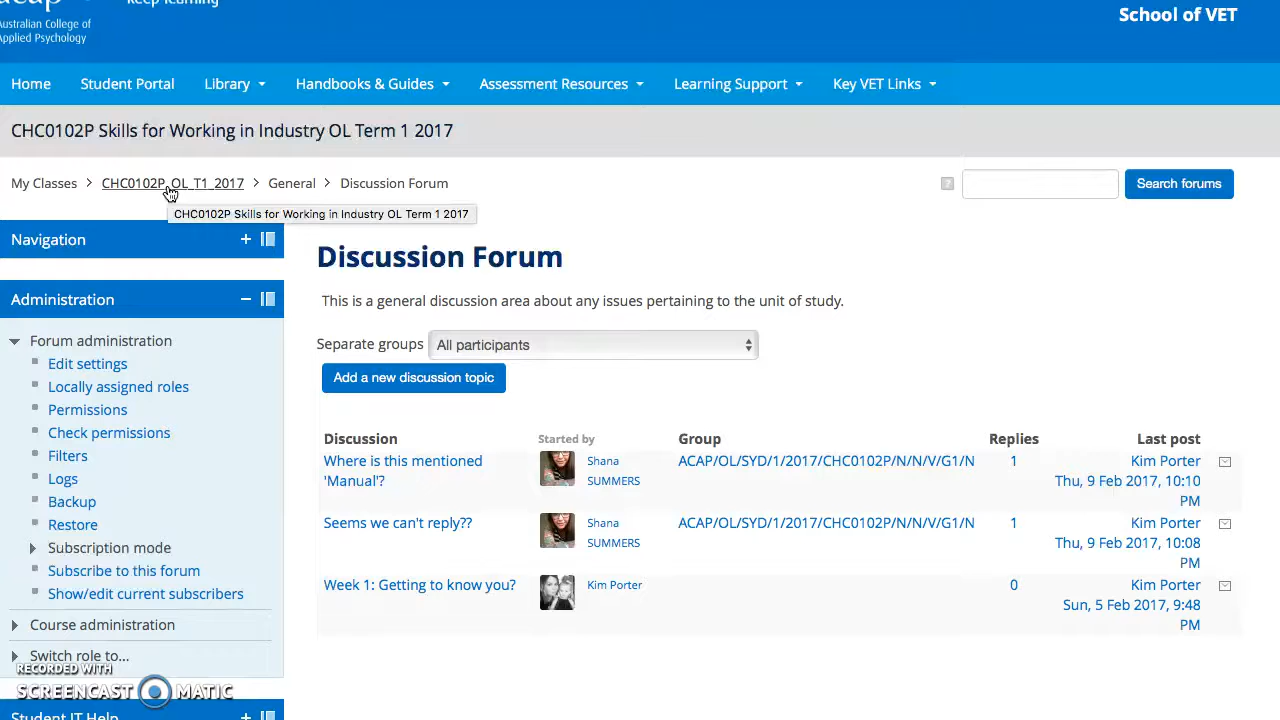 acap
keep learning
Australian College of
Applied Psychology
School of VET
Home
Student Portal
Library
Handbooks & Guides
Assessment Resources
Learning Support
Key VET Links
CHC0102P Skills for Working in Industry OL Term 1 2017
My Classes
CHC0102P_OL_T1_2017
General
Discussion Forum
?
Search forums
CHC0102P Skills for Working in Industry OL Term 1 2017
Navigation
Administration
Forum administration
Edit settings
Locally assigned roles
Permissions
Check permissions
Filters
Logs
Backup
Restore
Subscription mode
Subscribe to this forum
Show/edit current subscribers
Course administration
Switch role to...
RECORDED WITH
SCREENCAST MATIC
Student IT Help
Discussion Forum
This is a general discussion area about any issues pertaining to the unit of study.
Separate groups
All participants
Add a new discussion topic
Discussion
Started by
Group
Replies
Last post
Where is this mentioned
'Manual'?
Shana
SUMMERS
ACAP/OL/SYD/1/2017/CHC0102P/N/N/V/G1/N
1
Kim Porter
Thu, 9 Feb 2017, 10:10
PM
Seems we can't reply??
Shana
SUMMERS
ACAP/OL/SYD/1/2017/CHC0102P/N/N/V/G1/N
1
Kim Porter
Thu, 9 Feb 2017, 10:08
PM
Week 1: Getting to know you?
Kim Porter
0
Kim Porter
Sun, 5 Feb 2017, 9:48
PM